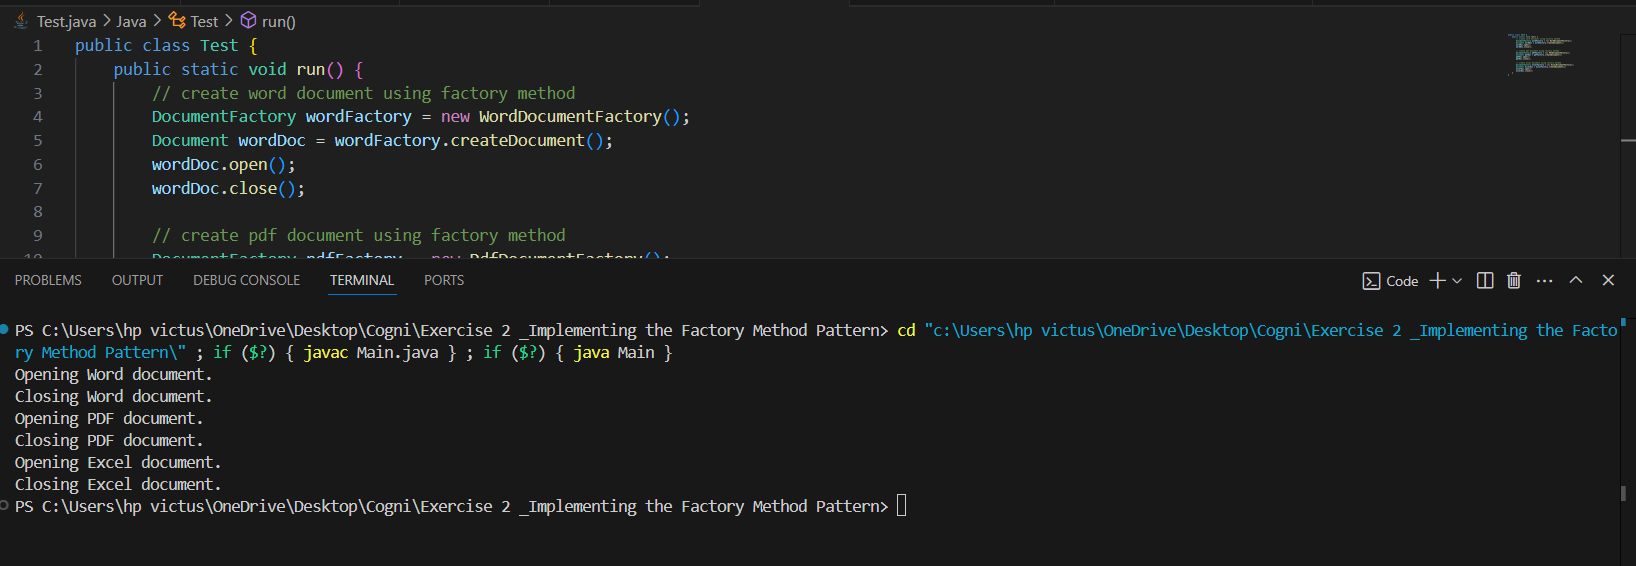 Test.java > Java > Test > run()
1 public class Test {
2 public static void run() {
3 // create word document using factory method
4 DocumentFactory wordFactory = new WordDocumentFactory();
5 Document wordDoc = wordFactory.createDocument();
6 wordDoc.open();
7 wordDoc.close();
8
9 // create pdf document using factory method
10 DocumentFactory pdfFactory = new PdfDocumentFactory();
PROBLEMS OUTPUT DEBUG CONSOLE TERMINAL PORTS Code
PS C:\Users\hp victus\OneDrive\Desktop\Cogni\Exercise 2 _Implementing the Factory Method Pattern> cd "c:\Users\hp victus\OneDrive\Desktop\Cogni\Exercise 2 _Implementing the Facto
ry Method Pattern\" ; if ($?) { javac Main.java } ; if ($?) { java Main }
Opening Word document.
Closing Word document.
Opening PDF document.
Closing PDF document.
Opening Excel document.
Closing Excel document.
PS C:\Users\hp victus\OneDrive\Desktop\Cogni\Exercise 2 _Implementing the Factory Method Pattern>